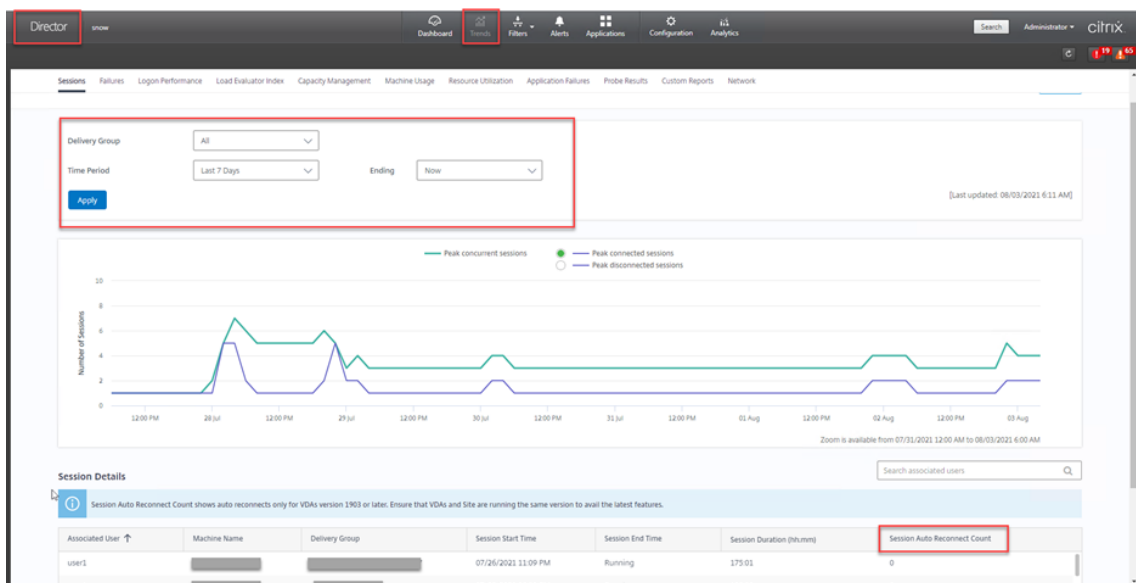 Director snow Dashboard Trends Filters Alerts Applications Configuration Analytics Search Administrator citrix
19 65
Sessions Failures Logon Performance Load Evaluator Index Capacity Management Machine Usage Resource Utilization Application Failures Probe Results Custom Reports Network
Delivery Group All
Time Period Last 7 Days Ending Now
Apply
[Last updated: 08/03/2021 6:11 AM]
Peak concurrent sessions Peak connected sessions
Peak disconnected sessions
Number of Sessions
10
8
6
4
2
0
12:00 PM 28 Jul 12:00 PM 29 Jul 12:00 PM 30 Jul 12:00 PM 31 Jul 12:00 PM 01 Aug 12:00 PM 02 Aug 12:00 PM 03 Aug
Zoom is available from 07/31/2021 12:00 AM to 08/03/2021 6:00 AM
Session Details Search associated users
Session Auto Reconnect Count shows auto reconnects only for VDAs version 1903 or later. Ensure that VDAs and Site are running the same version to avail the latest features.
Associated User Machine Name Delivery Group Session Start Time Session End Time Session Duration (hh:mm) Session Auto Reconnect Count
user1 07/26/2021 11:09 PM Running 175:01 0